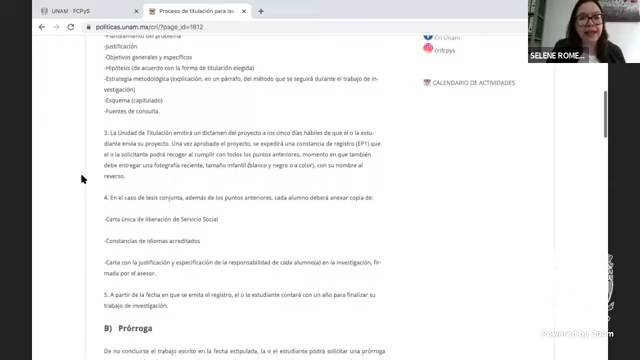 UNAM · FCPyS
Proceso de titulación para las
politicas.unam.mx/cri/?page_id=1812
-Planteamiento del problema
-Justificación
-Objetivos generales y específicos
-Hipótesis (de acuerdo con la forma de titulación elegida)
-Estrategia metodológica (explicación, en un párrafo, del método que se seguirá durante el trabajo de in-
vestigación)
-Esquema (capitulado)
-Fuentes de consulta.
3. La Unidad de Titulación emitirá un dictamen del proyecto a los cinco días hábiles de que el o la estu-
diante envía su proyecto. Una vez aprobado el proyecto, se expedirá una constancia de registro (EP1) que
el o la solicitante podrá recoger al cumplir con todos los puntos anteriores, momento en que también
debe entregar una fotografía reciente, tamaño infantil (blanco y negro o a color), con su nombre al
reverso.
4. En el caso de tesis conjunta, además de los puntos anteriores, cada alumno deberá anexar copia de:
-Carta única de liberación de Servicio Social
-Constancias de idiomas acreditados
-Carta con la justificación y especificación de la responsabilidad de cada alumno(a) en la investigación, fir-
mada por el asesor.
5. A partir de la fecha en que se emita el registro, el o la estudiante contará con un año para finalizar su
trabajo de investigación.
B) Prórroga
De no concluirse el trabajo escrito en la fecha estipulada, la o el estudiante podrá solicitar una prórroga
Cri Unam
crifcpys
CALENDARIO DE ACTIVIDADES
SELENE ROME...
Powered by Zoom